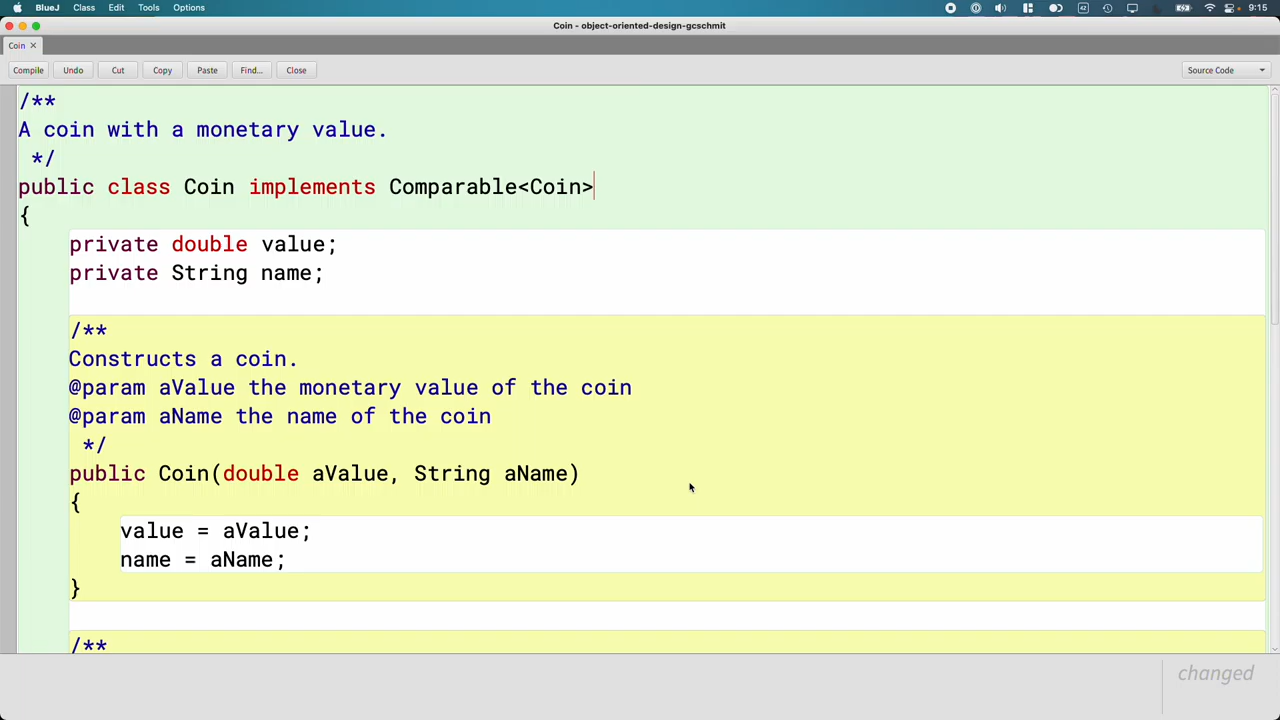 BlueJ Class Edit Tools Options 42 9:15
Coin - object-oriented-design-gcschmit
Coin
Compile Undo Cut Copy Paste Find... Close Source Code
/**
A coin with a monetary value.
*/
public class Coin implements Comparable<Coin>
{
private double value;
private String name;
/**
Constructs a coin.
@param aValue the monetary value of the coin
@param aName the name of the coin
*/
public Coin(double aValue, String aName)
{
value = aValue;
name = aName;
}
/**
changed